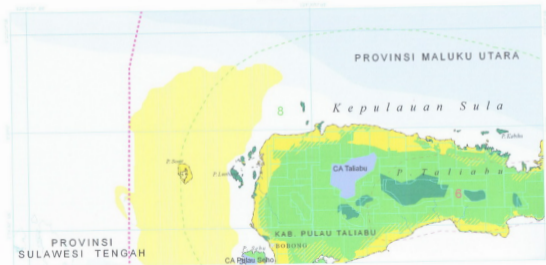 PROVINSI MALUKU UTARA
8
Kepulauan Sula
CA Taliabu
P. Taliabu
6
KAB. PULAU TALIABU
BOBONG
PROVINSI
SULAWESI TENGAH
CA Pulau Seho